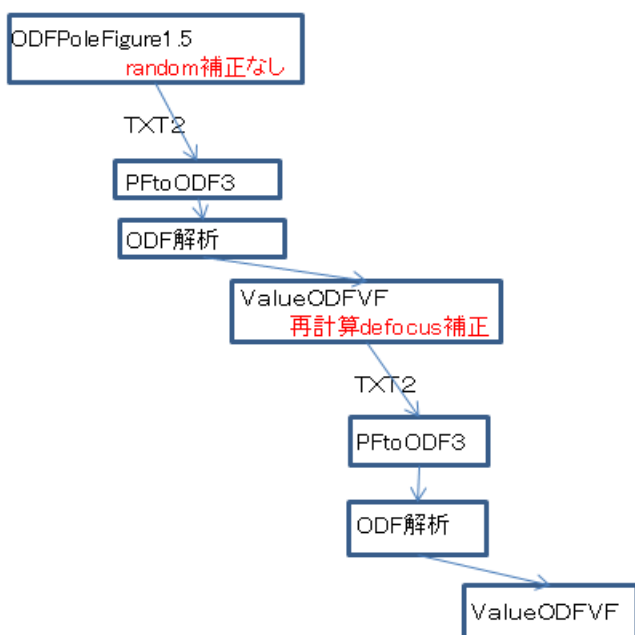 ODFPoleFigure1.5
random補正なし
TXT2
PFtoODF3
ODF解析
ValueODFVF
再計算defocus補正
TXT2
PFtoODF3
ODF解析
ValueODFVF